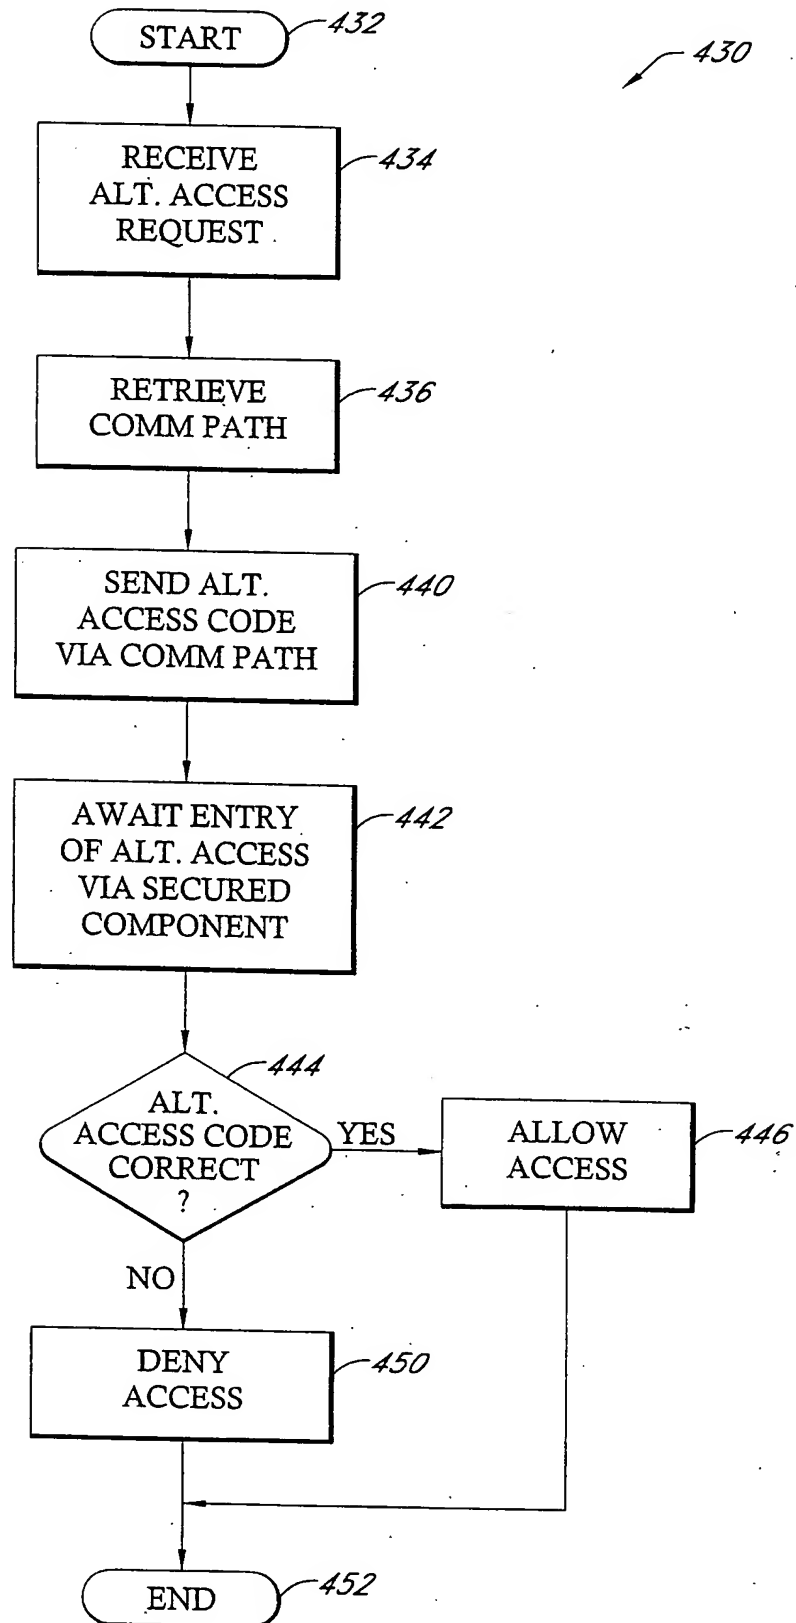 START
432
430
RECEIVE
ALT. ACCESS
REQUEST
434
RETRIEVE
COMM PATH
436
SEND ALT.
ACCESS CODE
VIA COMM PATH
440
AWAIT ENTRY
OF ALT. ACCESS
VIA SECURED
COMPONENT
442
444
ALT.
ACCESS CODE
CORRECT
?
YES
ALLOW
ACCESS
446
NO
DENY
ACCESS
450
END
452